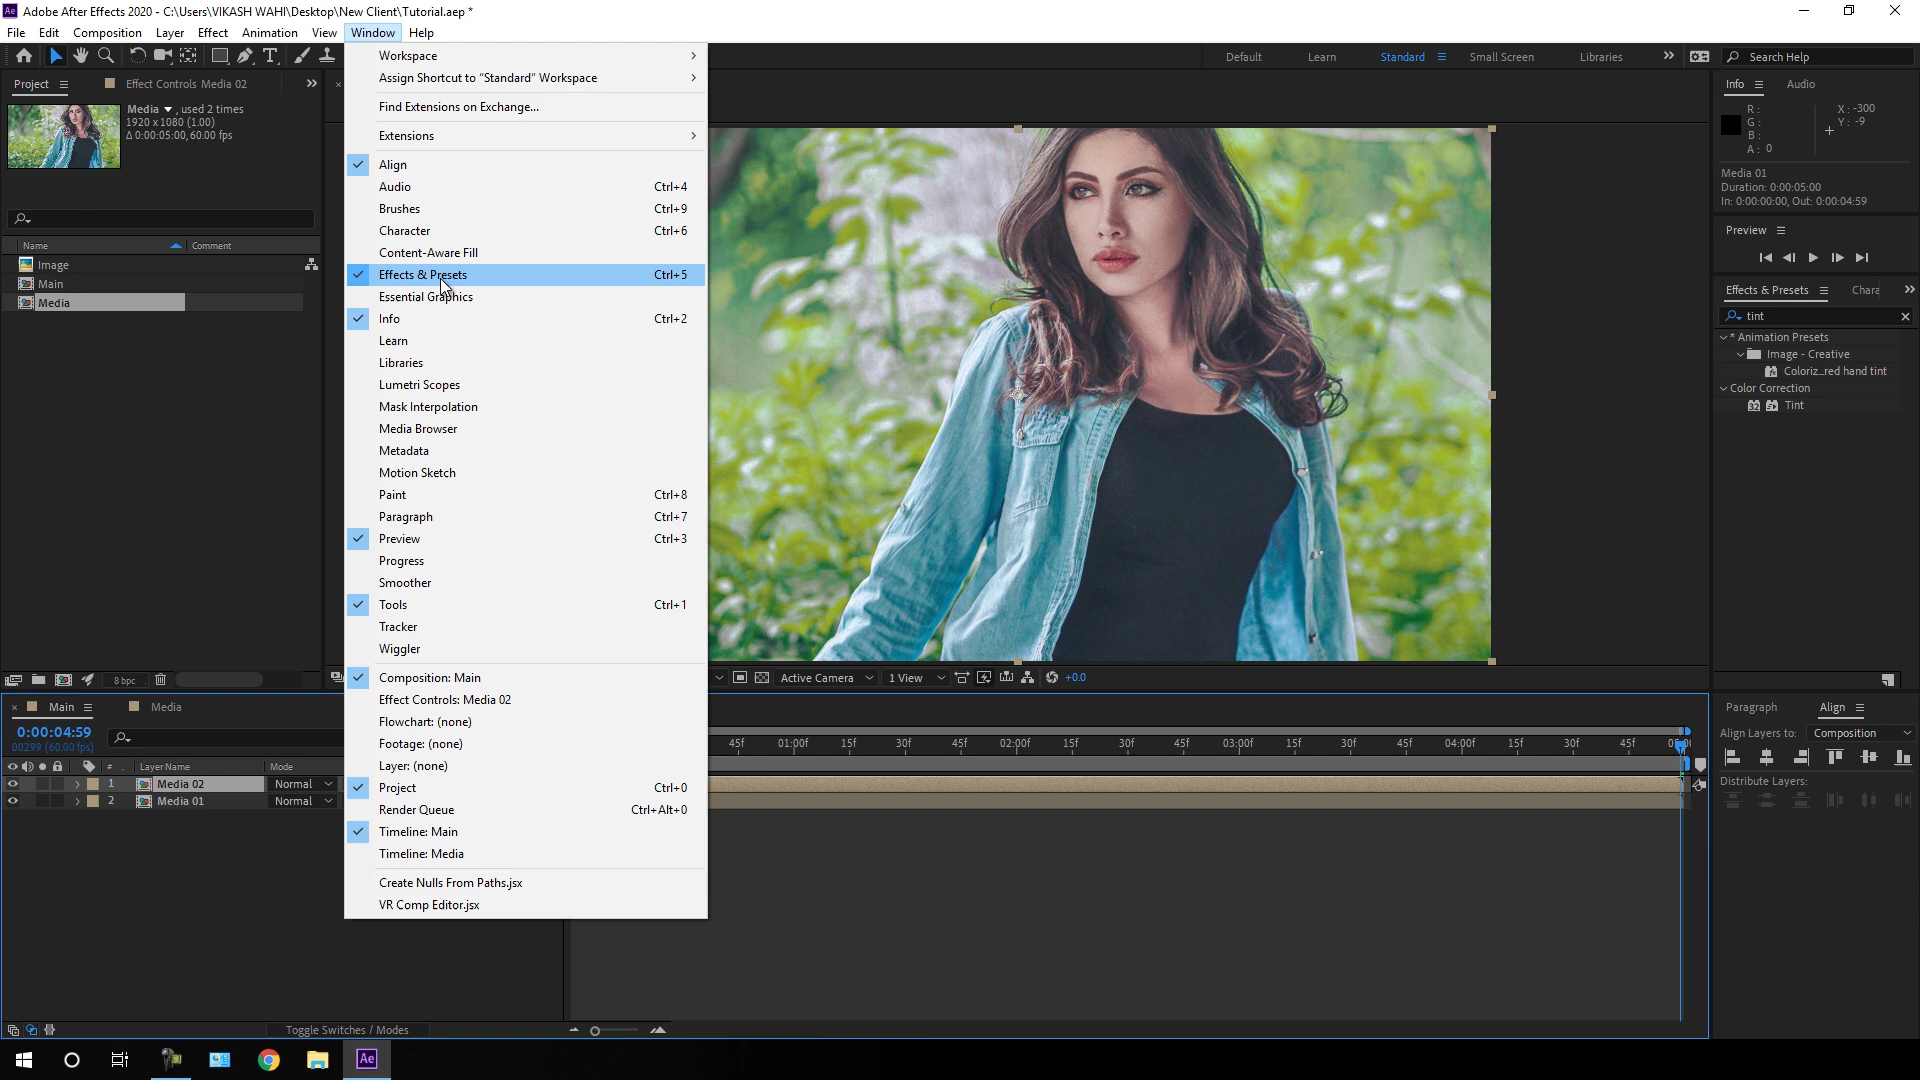 Adobe After Effects 2020 - C:\Users\VIKASH WAHI\Desktop\New Client\Tutorial.aep *
File Edit Composition Layer Effect Animation View Window Help
Default Learn Standard Small Screen Libraries Search Help
Project Effect Controls Media 02
Media , used 2 times
1920 x 1080 (1.00)
Δ 0:00:05:00, 60.00 fps
Name Comment
Image
Main
Media
8 bpc
Workspace
Assign Shortcut to “Standard” Workspace
Find Extensions on Exchange...
Extensions
Align
Audio Ctrl+4
Brushes Ctrl+9
Character Ctrl+6
Content-Aware Fill
Effects & Presets Ctrl+5
Essential Graphics
Info Ctrl+2
Learn
Libraries
Lumetri Scopes
Mask Interpolation
Media Browser
Metadata
Motion Sketch
Paint Ctrl+8
Paragraph Ctrl+7
Preview Ctrl+3
Progress
Smoother
Tools Ctrl+1
Tracker
Wiggler
Composition: Main
Effect Controls: Media 02
Flowchart: (none)
Footage: (none)
Layer: (none)
Project Ctrl+0
Render Queue Ctrl+Alt+0
Timeline: Main
Timeline: Media
Create Nulls From Paths.jsx
VR Comp Editor.jsx
Active Camera 1 View +0.0
Info Audio
R :
G :
B :
A : 0
X : -300
Y : -9
Media 01
Duration: 0:00:05:00
In: 0:00:00:00, Out: 0:00:04:59
Preview
Effects & Presets Chara
tint
* Animation Presets
Image - Creative
Coloriz...red hand tint
Color Correction
32 Tint
Paragraph Align
Align Layers to: Composition
Distribute Layers:
Main Media
0:00:04:59
00299 (60.00 fps)
# Layer Name Mode
1 Media 02 Normal
2 Media 01 Normal
45f 01:00f 15f 30f 45f 02:00f 15f 30f 45f 03:00f 15f 30f 45f 04:00f 15f 30f 45f
Toggle Switches / Modes
Ae